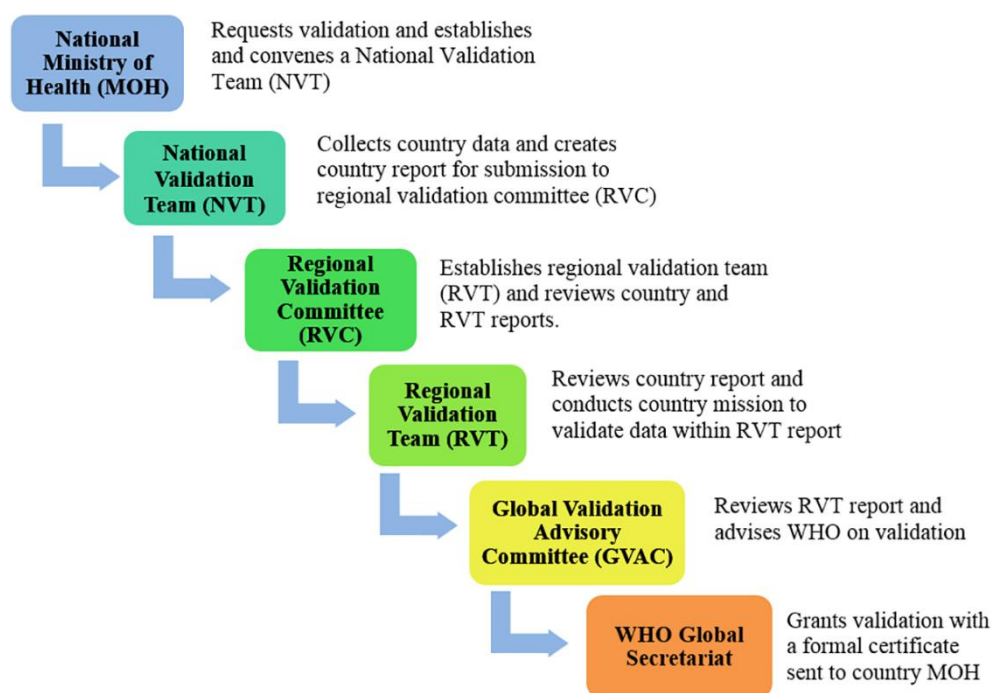 National
Ministry of
Health (MOH)
Requests validation and establishes
and convenes a National Validation
Team (NVT)
National
Validation
Team (NVT)
Collects country data and creates
country report for submission to
regional validation committee (RVC)
Regional
Validation
Committee
(RVC)
Establishes regional validation team
(RVT) and reviews country and
RVT reports.
Regional
Validation
Team (RVT)
Reviews country report and
conducts country mission to
validate data within RVT report
Global Validation
Advisory
Committee (GVAC)
Reviews RVT report and
advises WHO on validation
WHO Global
Secretariat
Grants validation with
a formal certificate
sent to country MOH